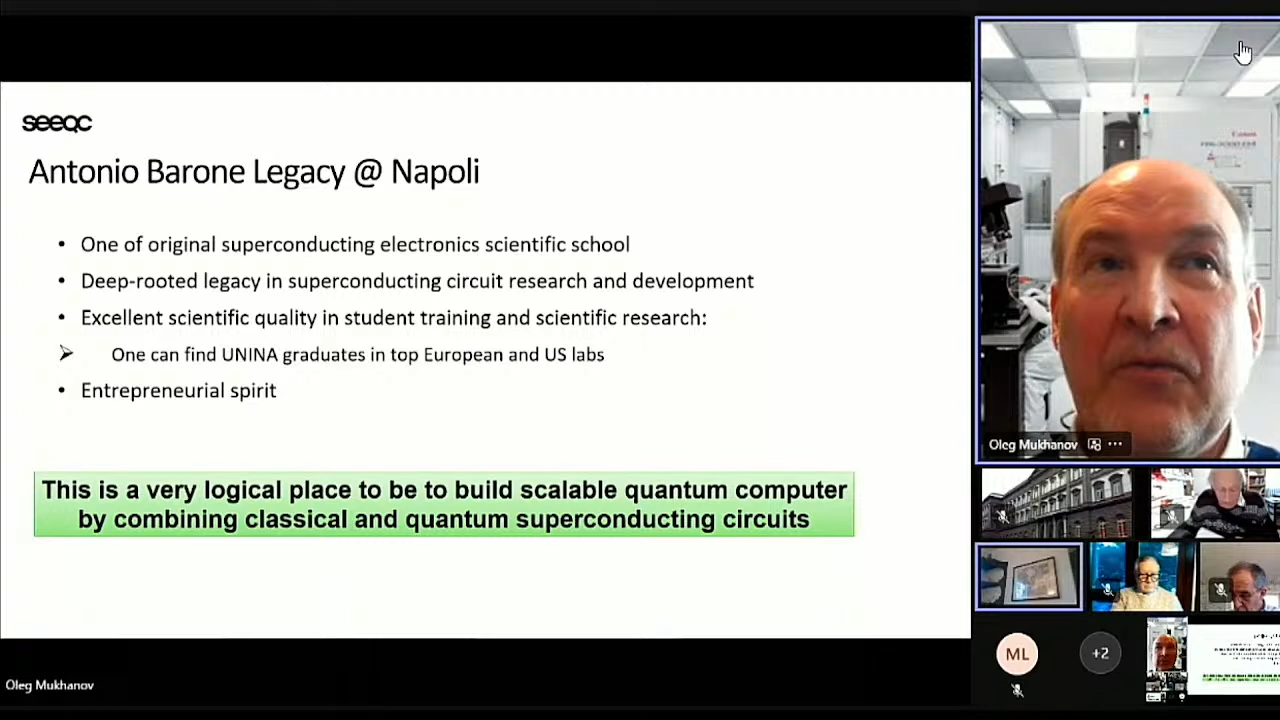 seeqc
Antonio Barone Legacy @ Napoli
• One of original superconducting electronics scientific school
• Deep-rooted legacy in superconducting circuit research and development
• Excellent scientific quality in student training and scientific research:
➢ One can find UNINA graduates in top European and US labs
• Entrepreneurial spirit
This is a very logical place to be to build scalable quantum computer
by combining classical and quantum superconducting circuits
Oleg Mukhanov
Canon
Oleg Mukhanov
ML
+2